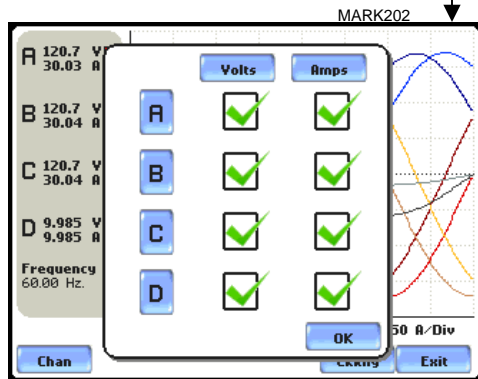 MARK202
A 120.7 V
30.03 A
B 120.7 V
30.04 A
C 120.7 V
30.04 A
D 9.985 V
9.985 A
Frequency
60.00 Hz.
Volts Amps
A
B
C
D
OK
50 A/Div
Chan Exit